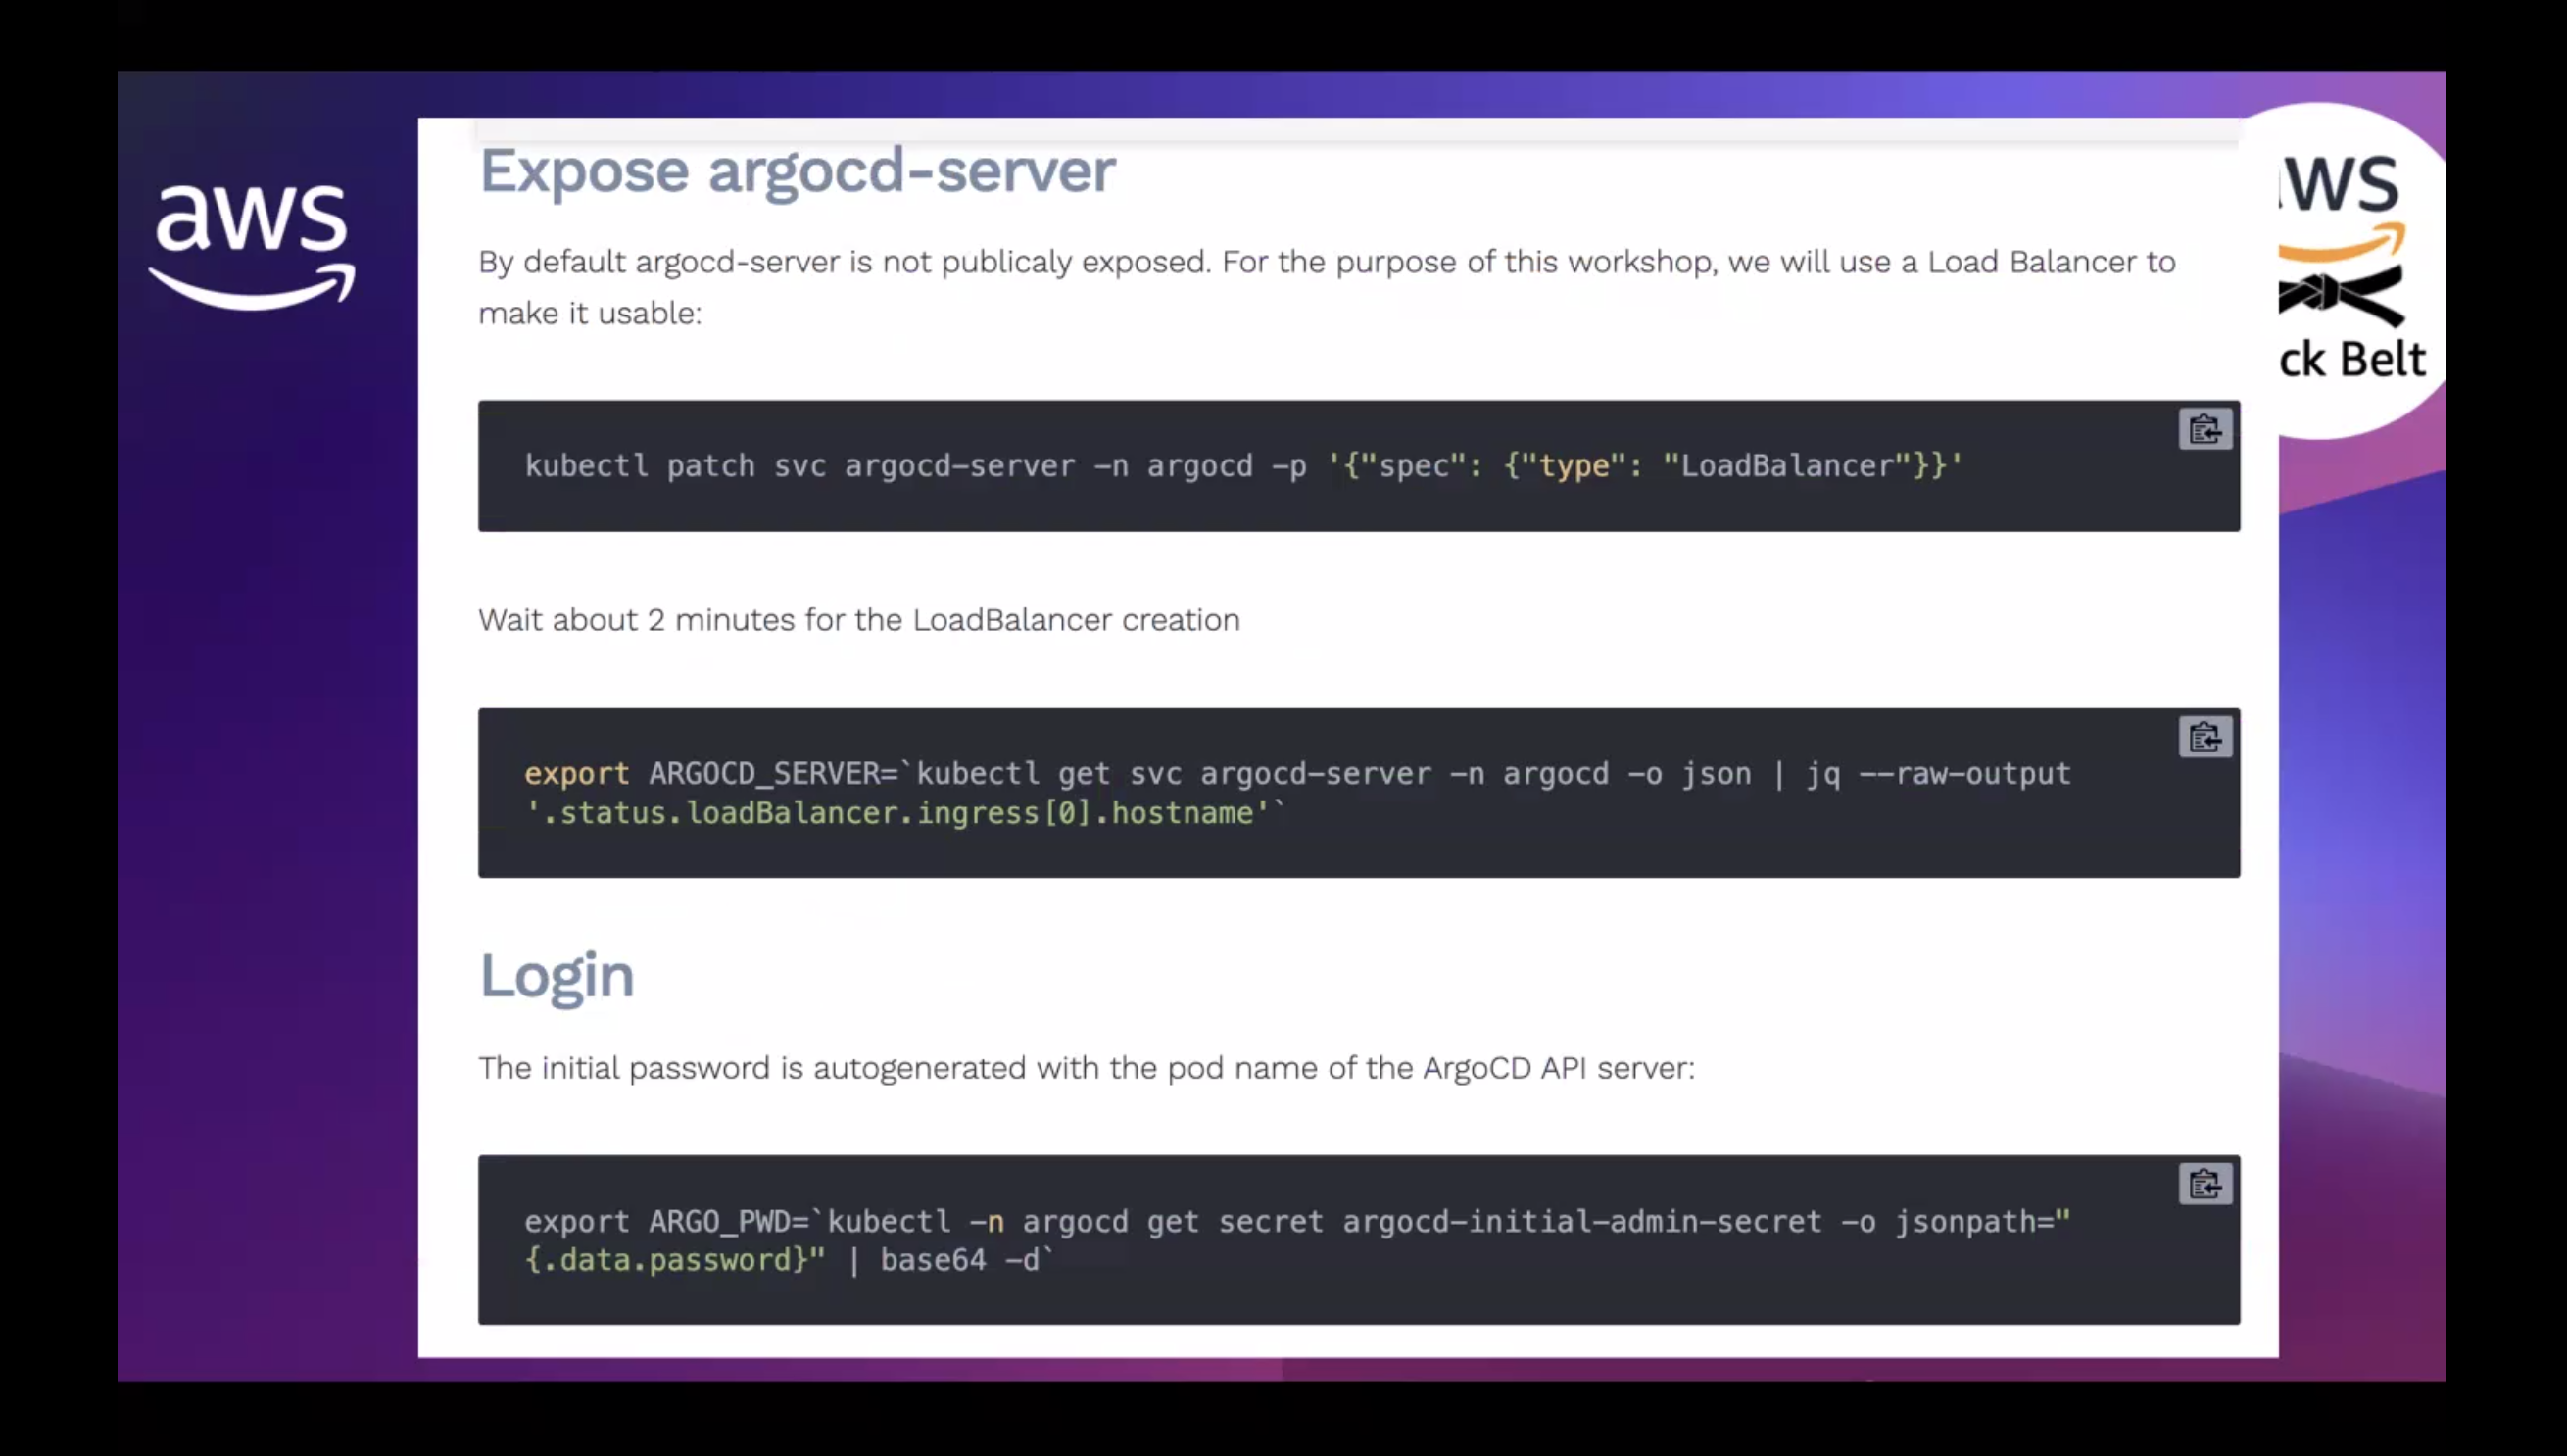 aws
Expose argocd-server
By default argocd-server is not publicaly exposed. For the purpose of this workshop, we will use a Load Balancer to
make it usable:
kubectl patch svc argocd-server -n argocd -p '{"spec": {"type": "LoadBalancer"}}'
Wait about 2 minutes for the LoadBalancer creation
export ARGOCD_SERVER=`kubectl get svc argocd-server -n argocd -o json | jq --raw-output
'.status.loadBalancer.ingress[0].hostname'`
Login
The initial password is autogenerated with the pod name of the ArgoCD API server:
export ARGO_PWD=`kubectl -n argocd get secret argocd-initial-admin-secret -o jsonpath="
{.data.password}" | base64 -d`
ws
ck Belt